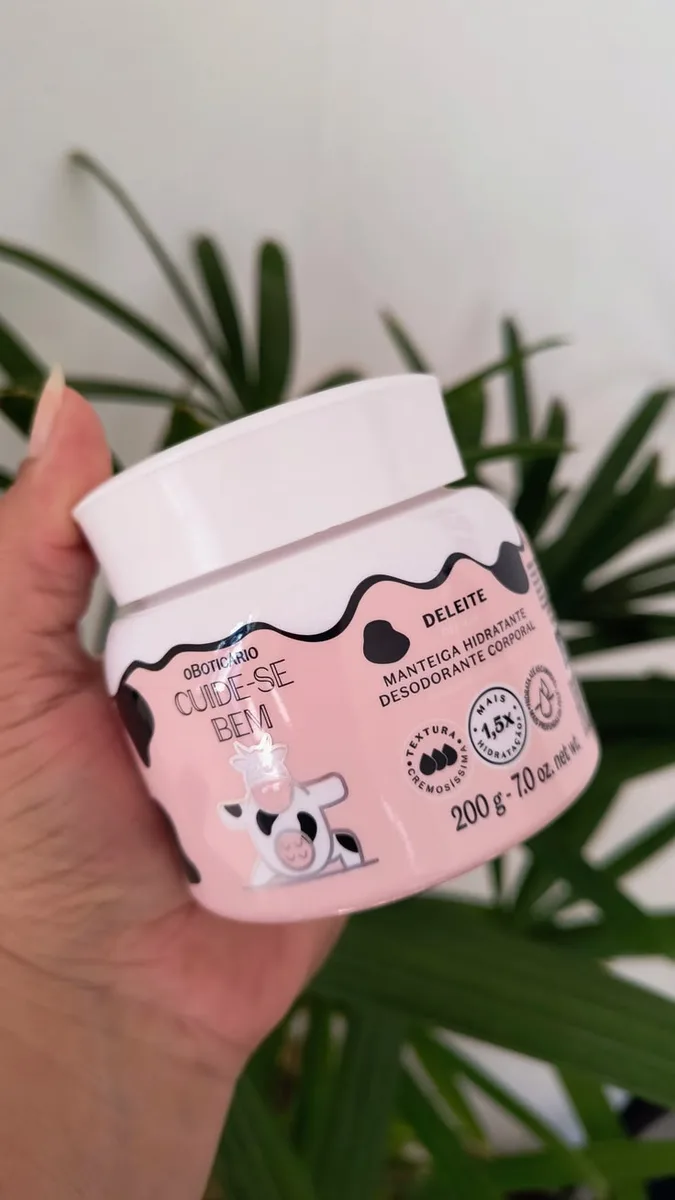 oBOTICÁRIO
CUIDE-SE
BEM
DELEITE
MANTEIGA HIDRATANTE
DESODORANTE CORPORAL
TEXTURA
CREMOSÍSSIMA
MAIS
1,5x
HIDRATAÇÃO
200 g - 7.0 oz. net wt.